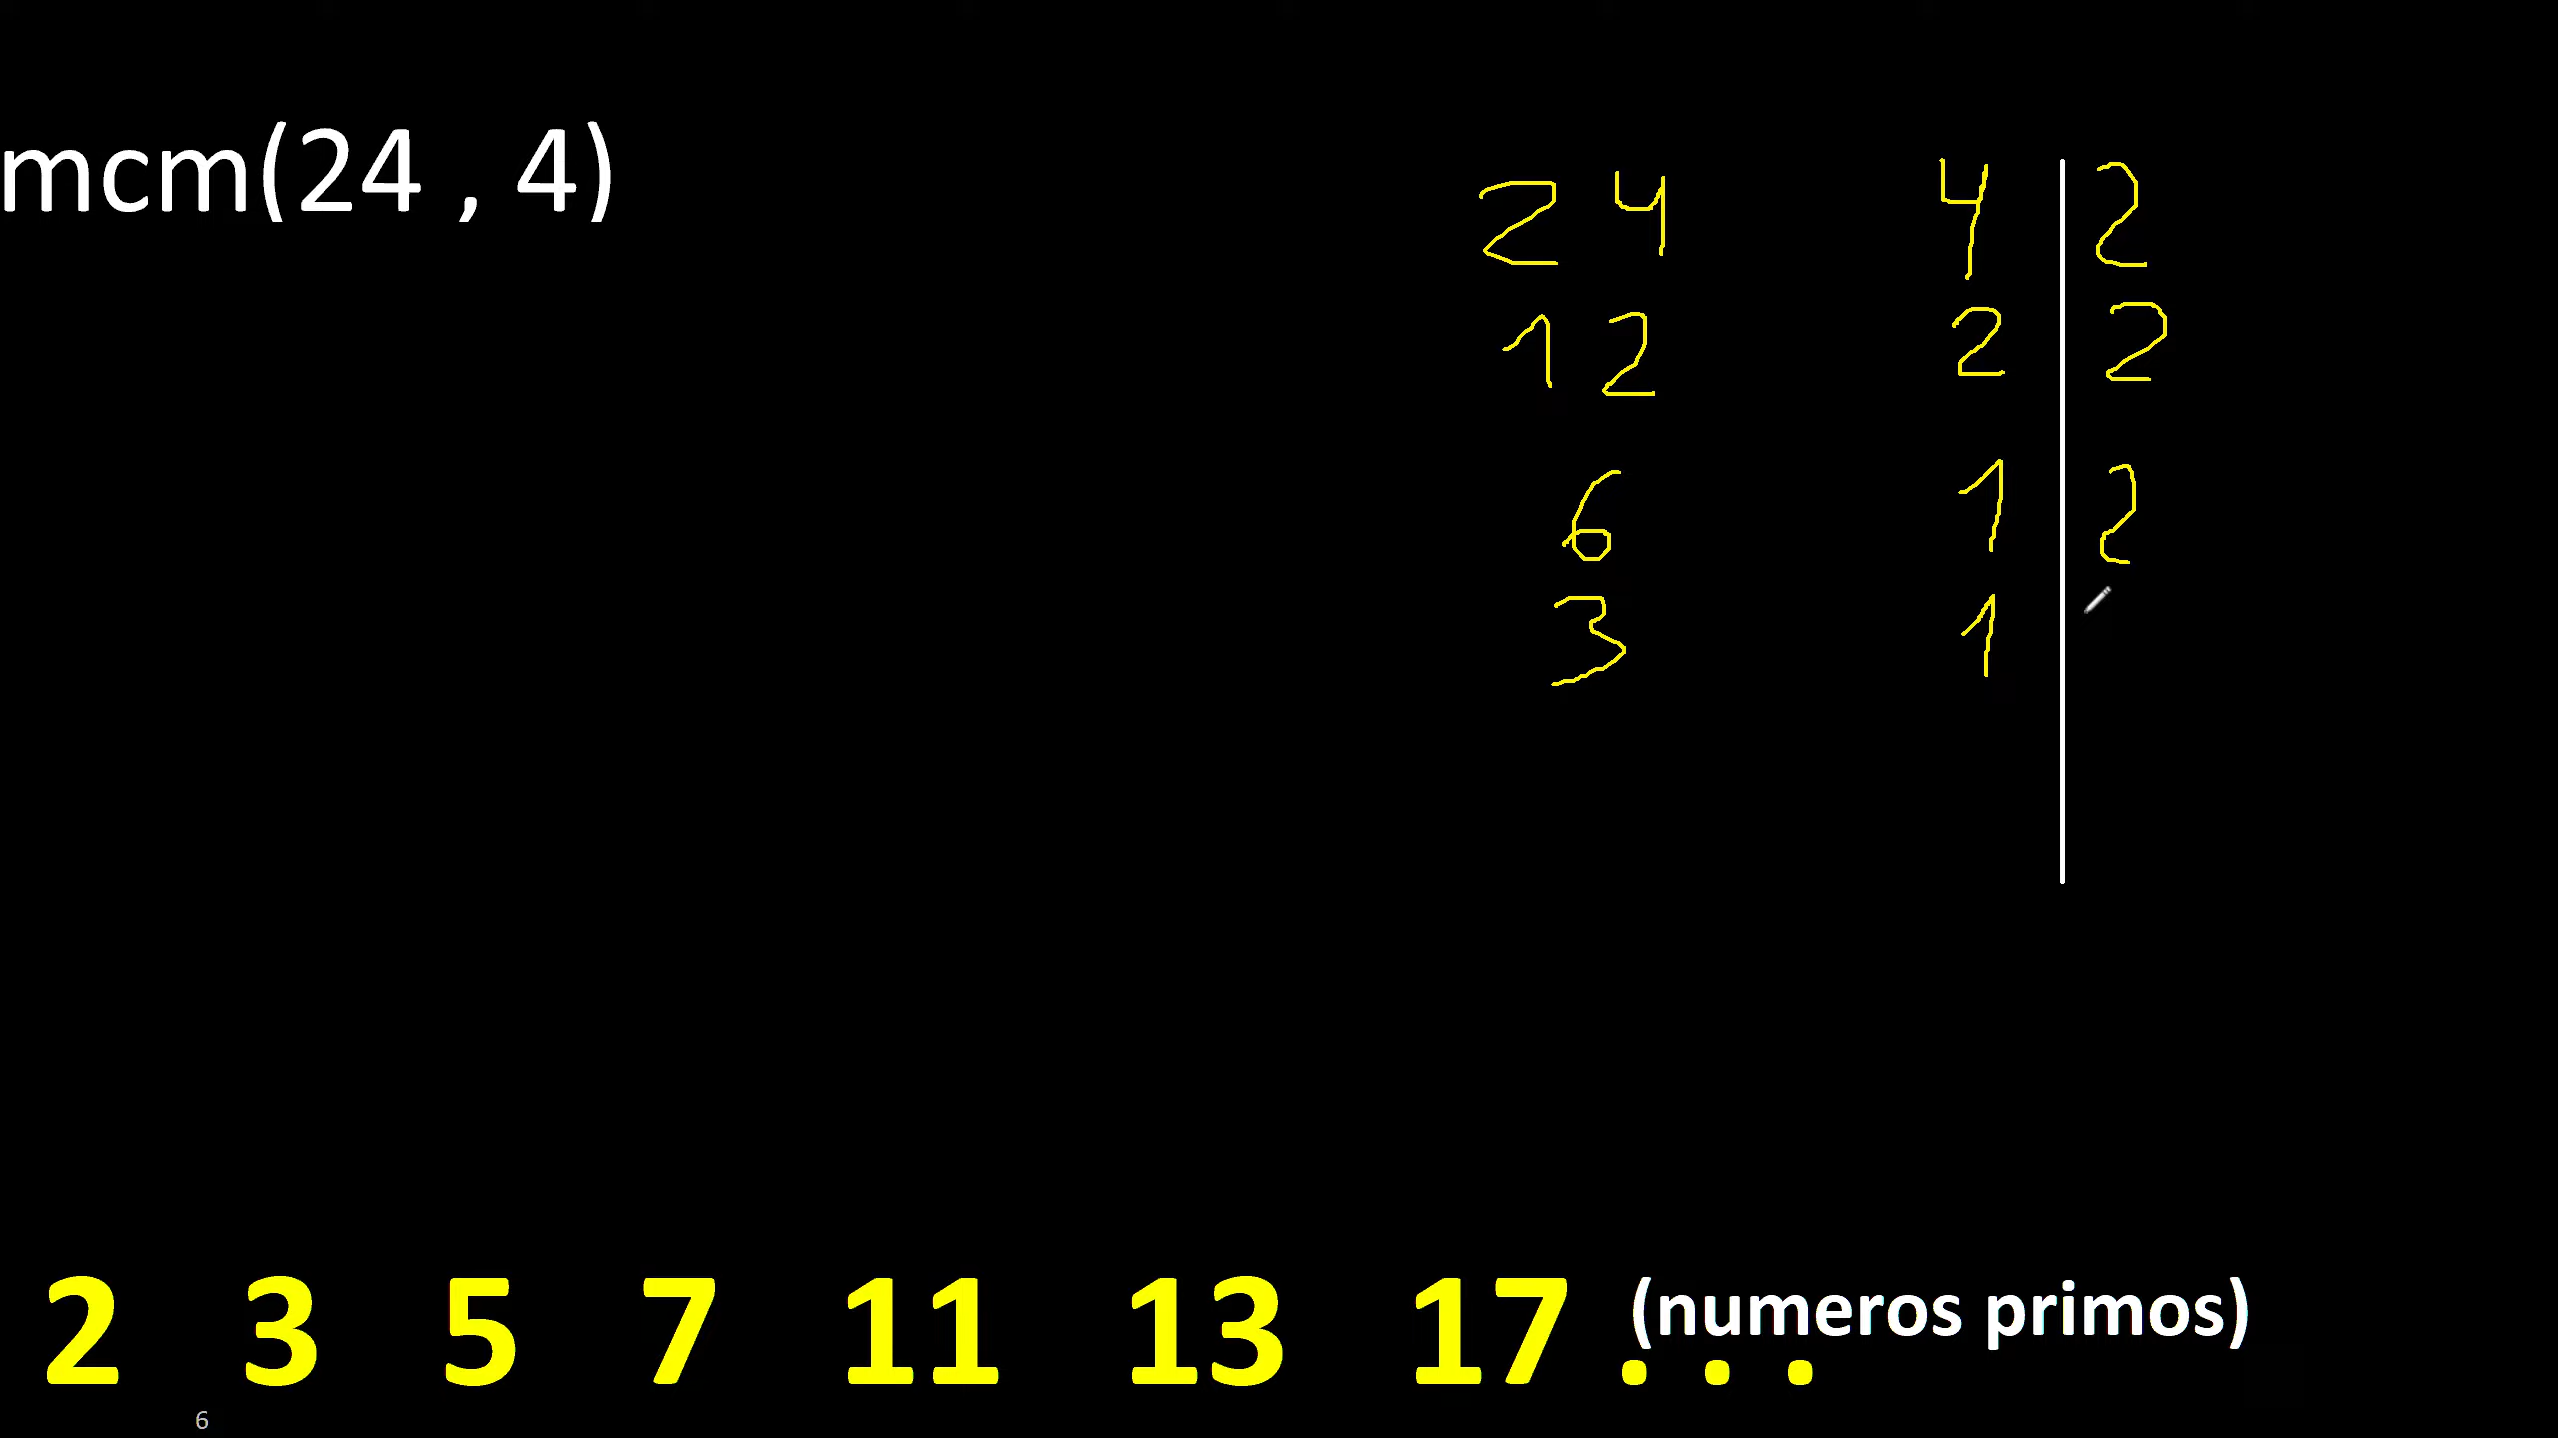 mcm(24 , 4)
24 4 2
12 2 2
6 1 2
3 1
2 3 5 7 11 13 17 . . . (numeros primos)
6